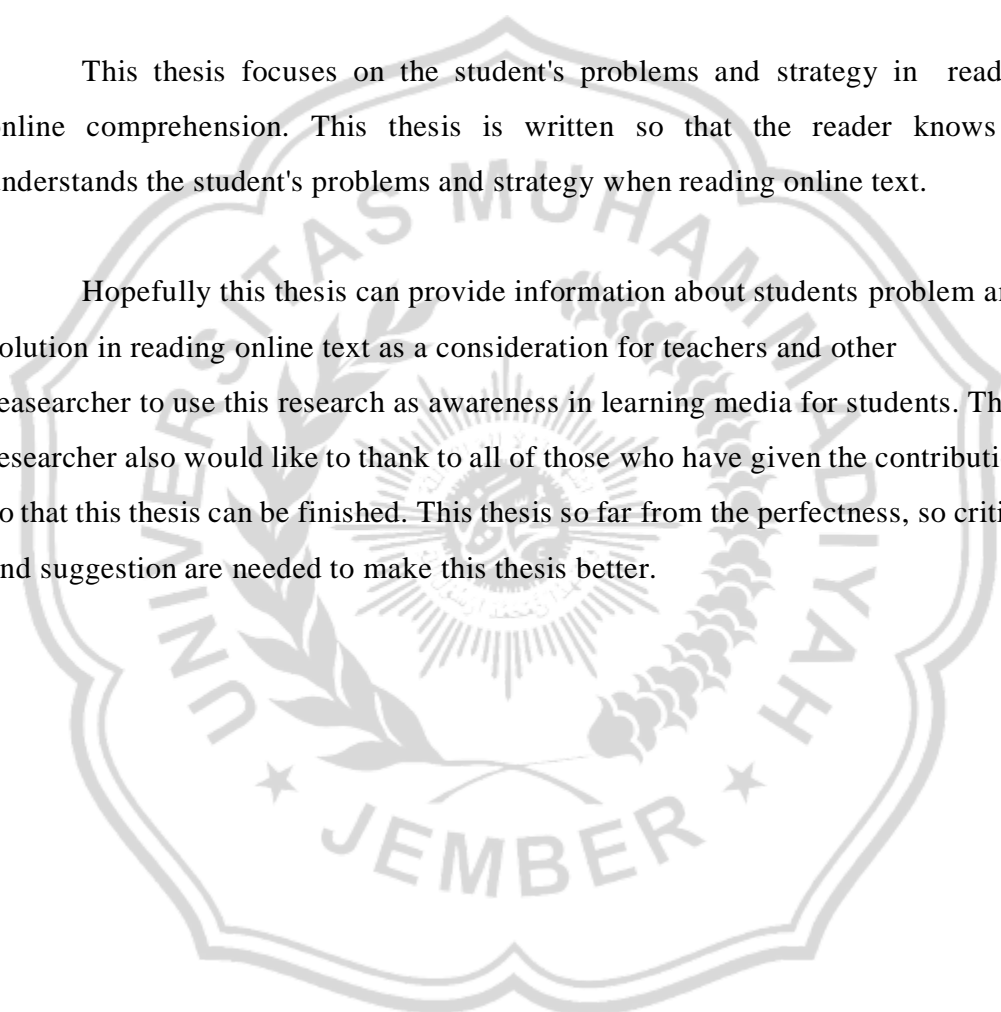 This thesis focuses on the student's problems and strategy in read
nline comprehension. This thesis is written so that the reader knows
nderstands the student's problems and strategy when reading online text.
Hopefully this thesis can provide information about students problem an
olution in reading online text as a consideration for teachers and other
easearcher to use this research as awareness in learning media for students. Th
esearcher also would like to thank to all of those who have given the contributi
o that this thesis can be finished. This thesis so far from the perfectness, so criti
nd suggestion are needed to make this thesis better.
UNIVERSITAS MUHAMMADIYAH
JEMBER